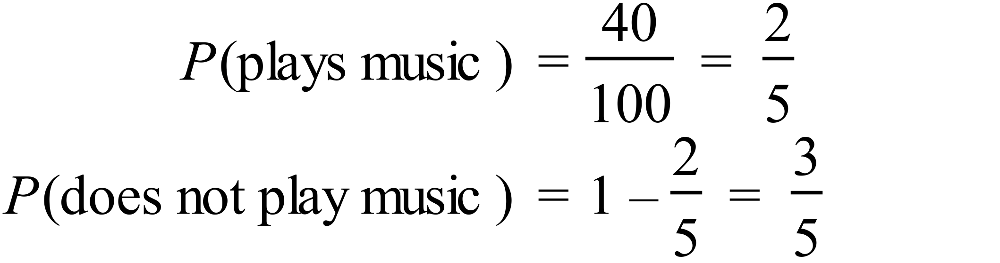 P(plays music) = 40/100 = 2/5
P(does not play music) = 1 − 2/5 = 3/5